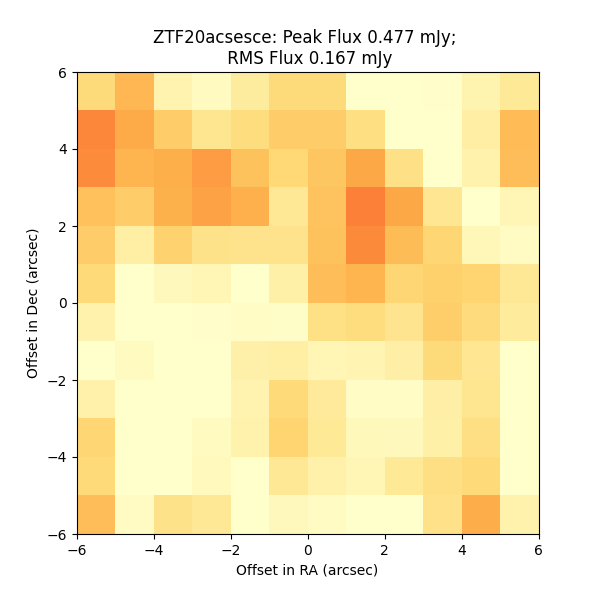 ZTF20acsesce: Peak Flux 0.477 mJy;
RMS Flux 0.167 mJy
6
4
2
0
−2
−4
−6
Offset in Dec (arcsec)
−6 −4 −2 0 2 4 6
Offset in RA (arcsec)